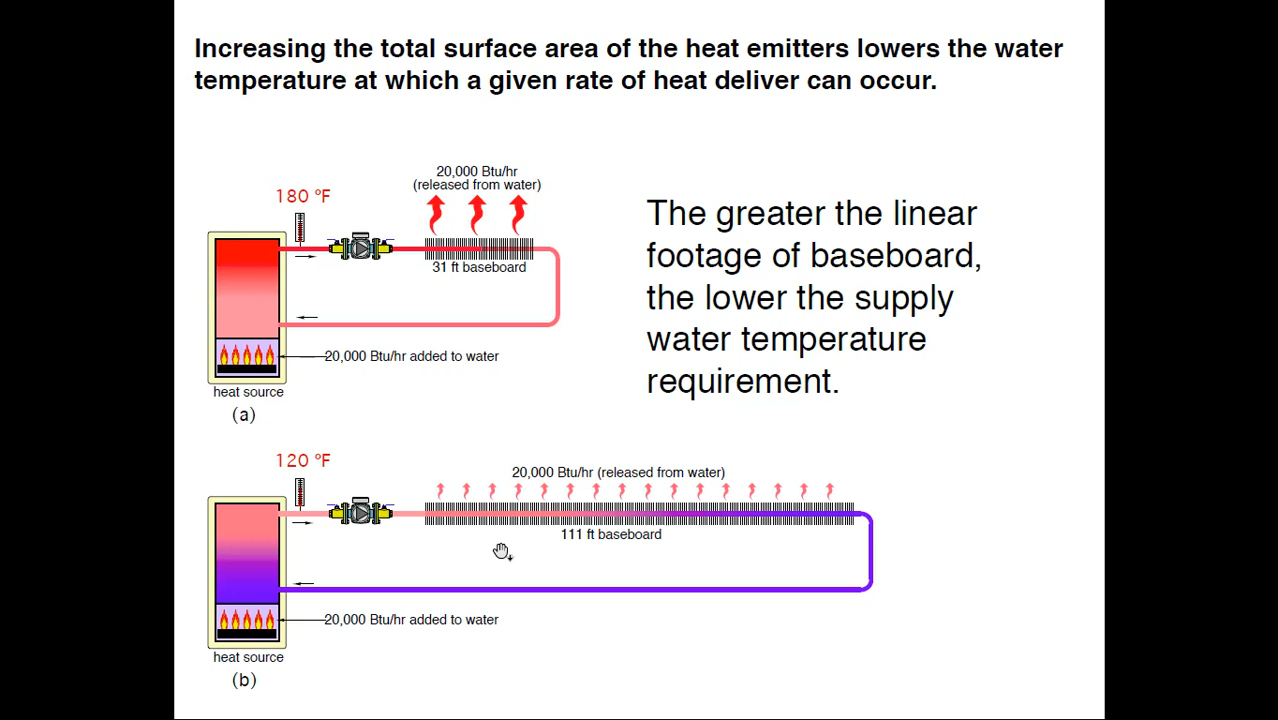 Increasing the total surface area of the heat emitters lowers the water
temperature at which a given rate of heat deliver can occur.
20,000 Btu/hr
(released from water)
180 °F
31 ft baseboard
20,000 Btu/hr added to water
heat source
(a)
The greater the linear
footage of baseboard,
the lower the supply
water temperature
requirement.
120 °F
20,000 Btu/hr (released from water)
111 ft baseboard
20,000 Btu/hr added to water
heat source
(b)